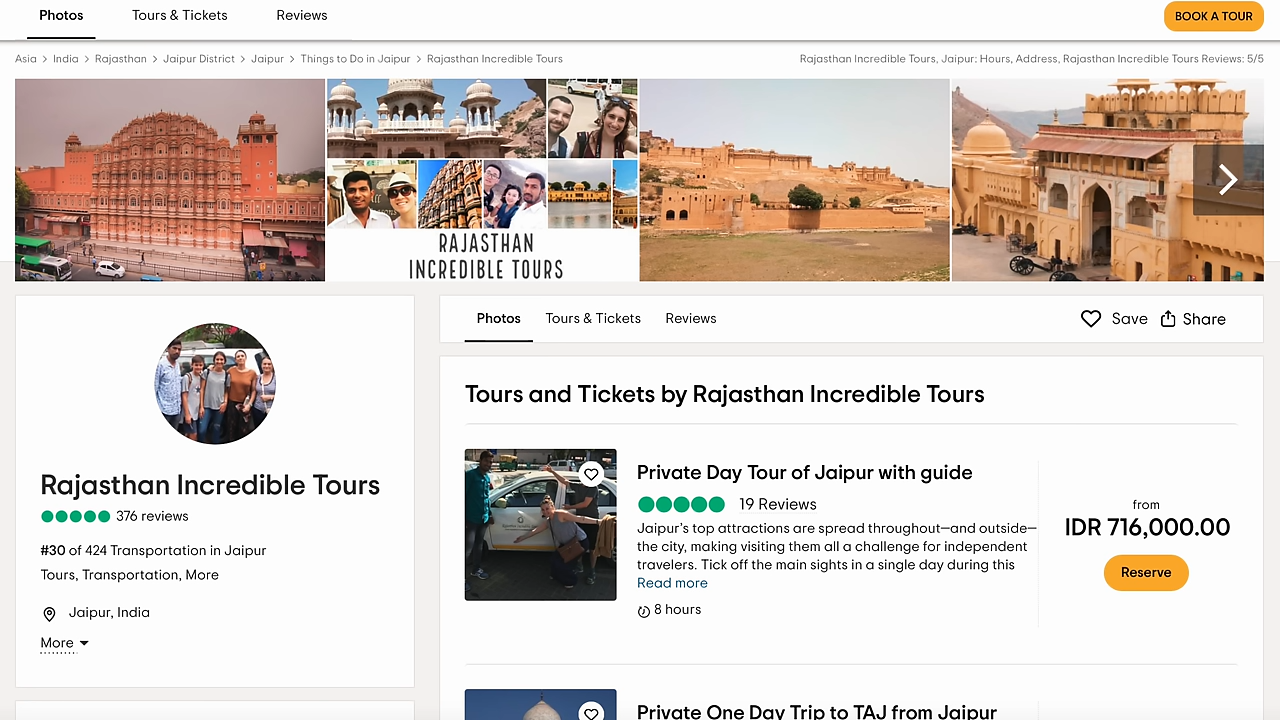 Photos Tours & Tickets Reviews BOOK A TOUR
Asia > India > Rajasthan > Jaipur District > Jaipur > Things to Do in Jaipur > Rajasthan Incredible Tours
Rajasthan Incredible Tours, Jaipur: Hours, Address, Rajasthan Incredible Tours Reviews: 5/5
RAJASTHAN
INCREDIBLE TOURS
Rajasthan Incredible Tours
376 reviews
#30 of 424 Transportation in Jaipur
Tours, Transportation, More
Jaipur, India
More
Photos Tours & Tickets Reviews Save Share
Tours and Tickets by Rajasthan Incredible Tours
Private Day Tour of Jaipur with guide
19 Reviews
Jaipur's top attractions are spread throughout—and outside—
the city, making visiting them all a challenge for independent
travelers. Tick off the main sights in a single day during this
Read more
8 hours
from
IDR 716,000.00
Reserve
Private One Day Trip to TAJ from Jaipur